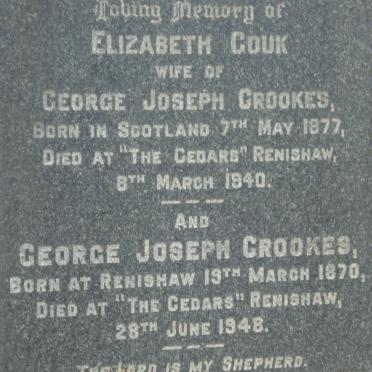 Loving Memory of
ELIZABETH GOUK
WIFE OF
GEORGE JOSEPH CROOKES,
BORN IN SCOTLAND 7TH MAY 1877,
DIED AT "THE CEDARS" RENISHAW,
8TH MARCH 1940.
AND
GEORGE JOSEPH CROOKES,
BORN AT RENISHAW 19TH MARCH 1870,
DIED AT "THE CEDARS" RENISHAW,
28TH JUNE 1948.
THE LORD IS MY SHEPHERD.